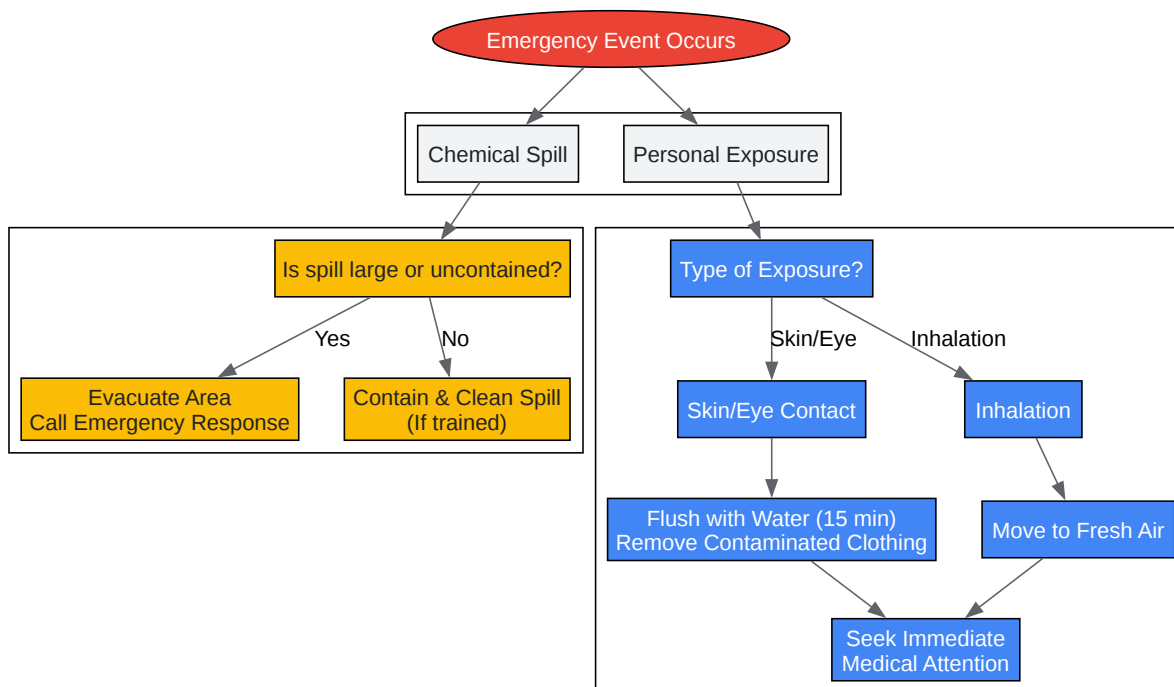 Emergency Event Occurs
Chemical Spill
Personal Exposure
Is spill large or uncontained?
Type of Exposure?
Yes
No
Skin/Eye
Inhalation
Evacuate Area
Call Emergency Response
Contain & Clean Spill
(If trained)
Skin/Eye Contact
Inhalation
Flush with Water (15 min)
Remove Contaminated Clothing
Move to Fresh Air
Seek Immediate
Medical Attention